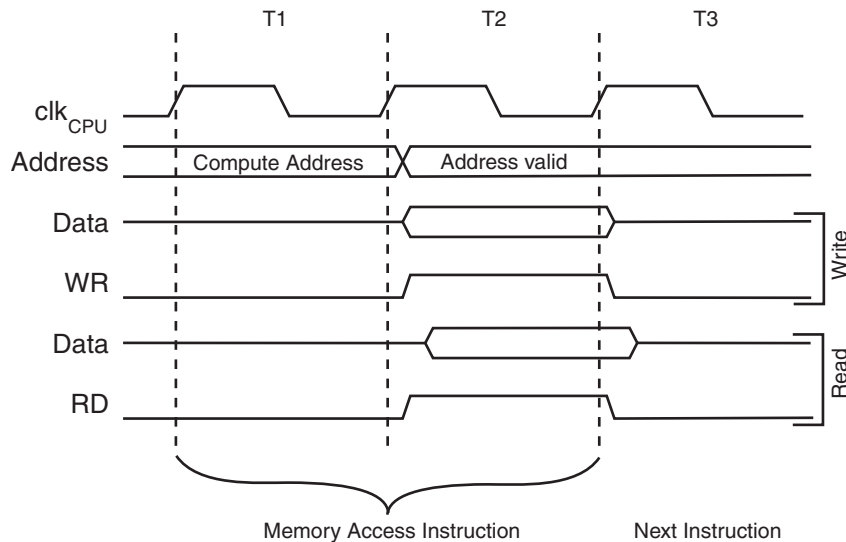 T1 T2 T3
clkCPU
Address Compute Address Address valid
Data
WR
Write
Data
RD
Read
Memory Access Instruction Next Instruction